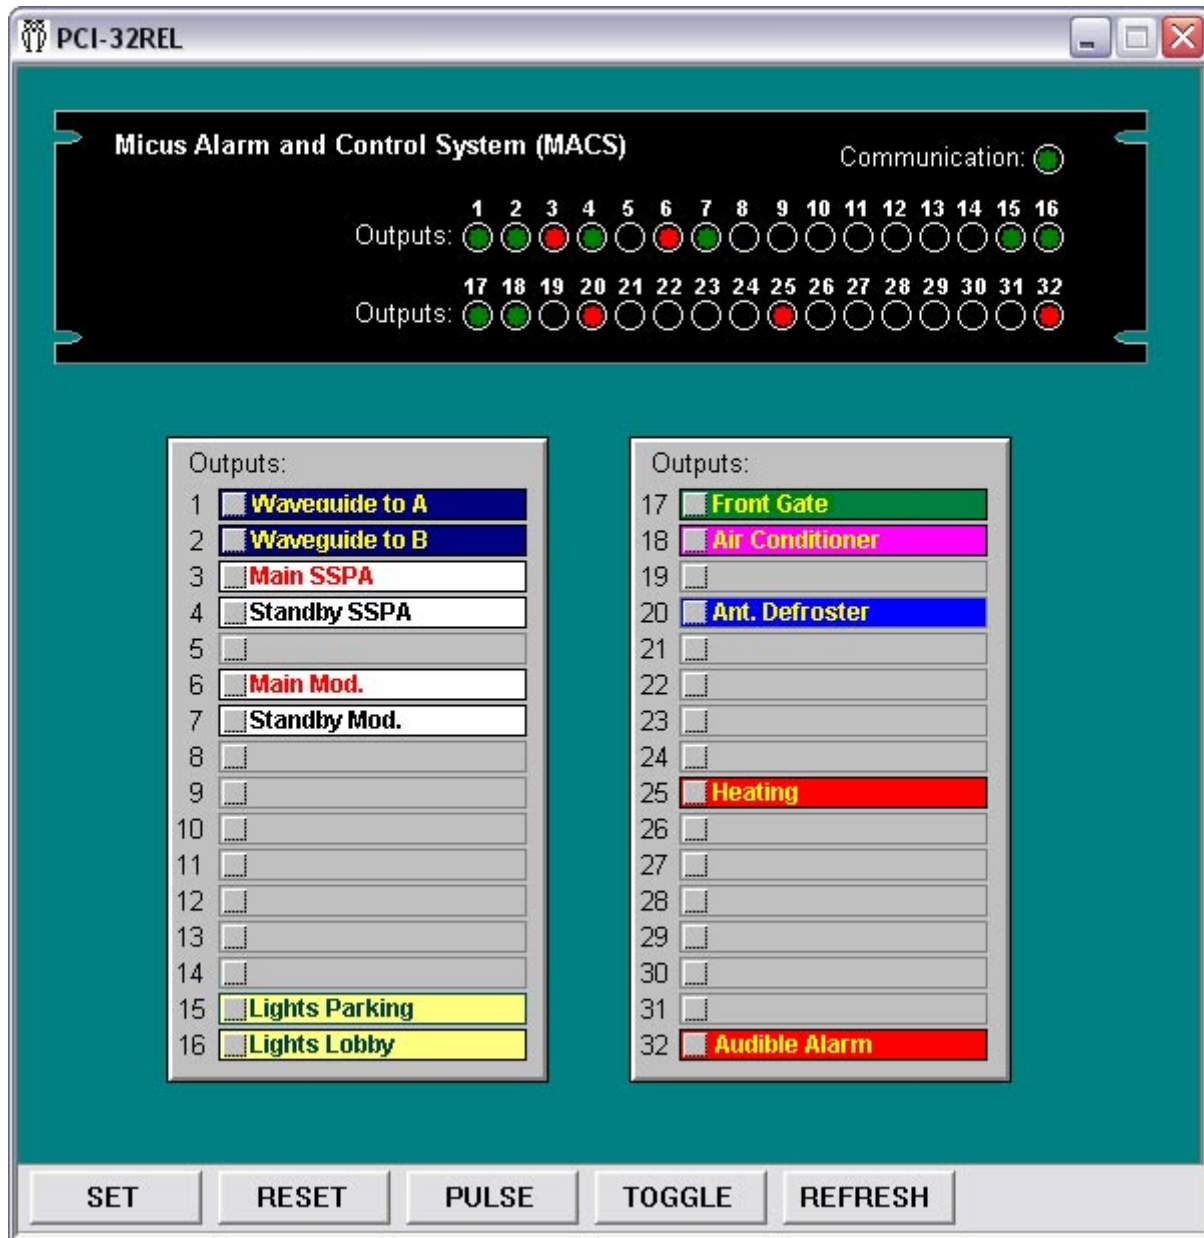 PCI-32REL
Micus Alarm and Control System (MACS)
Communication:
1 2 3 4 5 6 7 8 9 10 11 12 13 14 15 16
Outputs:
17 18 19 20 21 22 23 24 25 26 27 28 29 30 31 32
Outputs:
Outputs:
1 Waveguide to A
2 Waveguide to B
3 Main SSPA
4 Standby SSPA
5
6 Main Mod.
7 Standby Mod.
8
9
10
11
12
13
14
15 Lights Parking
16 Lights Lobby
Outputs:
17 Front Gate
18 Air Conditioner
19
20 Ant. Defroster
21
22
23
24
25 Heating
26
27
28
29
30
31
32 Audible Alarm
SET RESET PULSE TOGGLE REFRESH